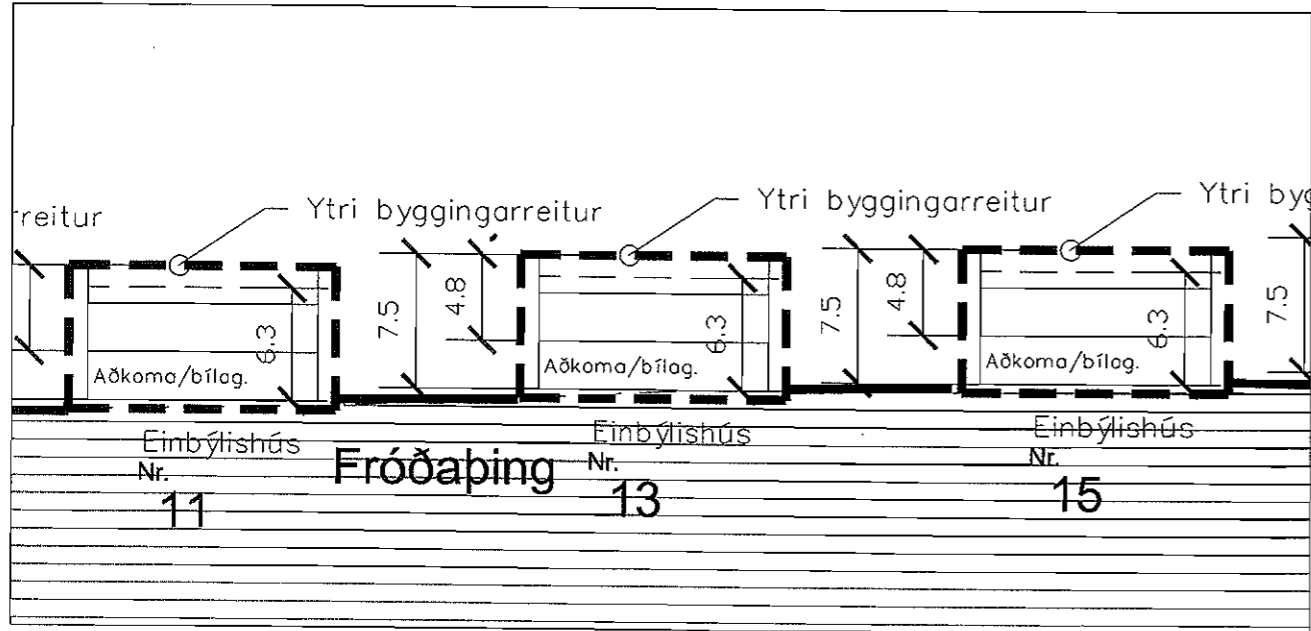 rreitur
Ytri byggingarreitur
Ytri byggingarreitur
Ytri byg
7.5
4.8
7.5
4.8
7.5
6.3
6.3
6.3
Aðkoma/bílag.
Aðkoma/bílag.
Aðkoma/bílag.
Einbýlishús
Nr.
11
Fróðaþing
Einbýlishús
Nr.
13
Einbýlishús
Nr.
15